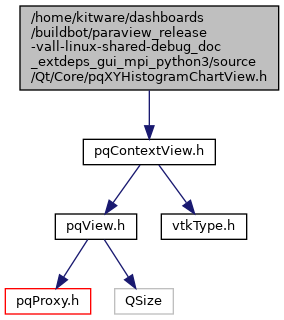 /home/kitware/dashboards
/buildbot/paraview_release
-vall-linux-shared-debug_doc
_extdeps_gui_mpi_python3/source
/Qt/Core/pqXYHistogramChartView.h
pqContextView.h
pqView.h
vtkType.h
pqProxy.h
QSize